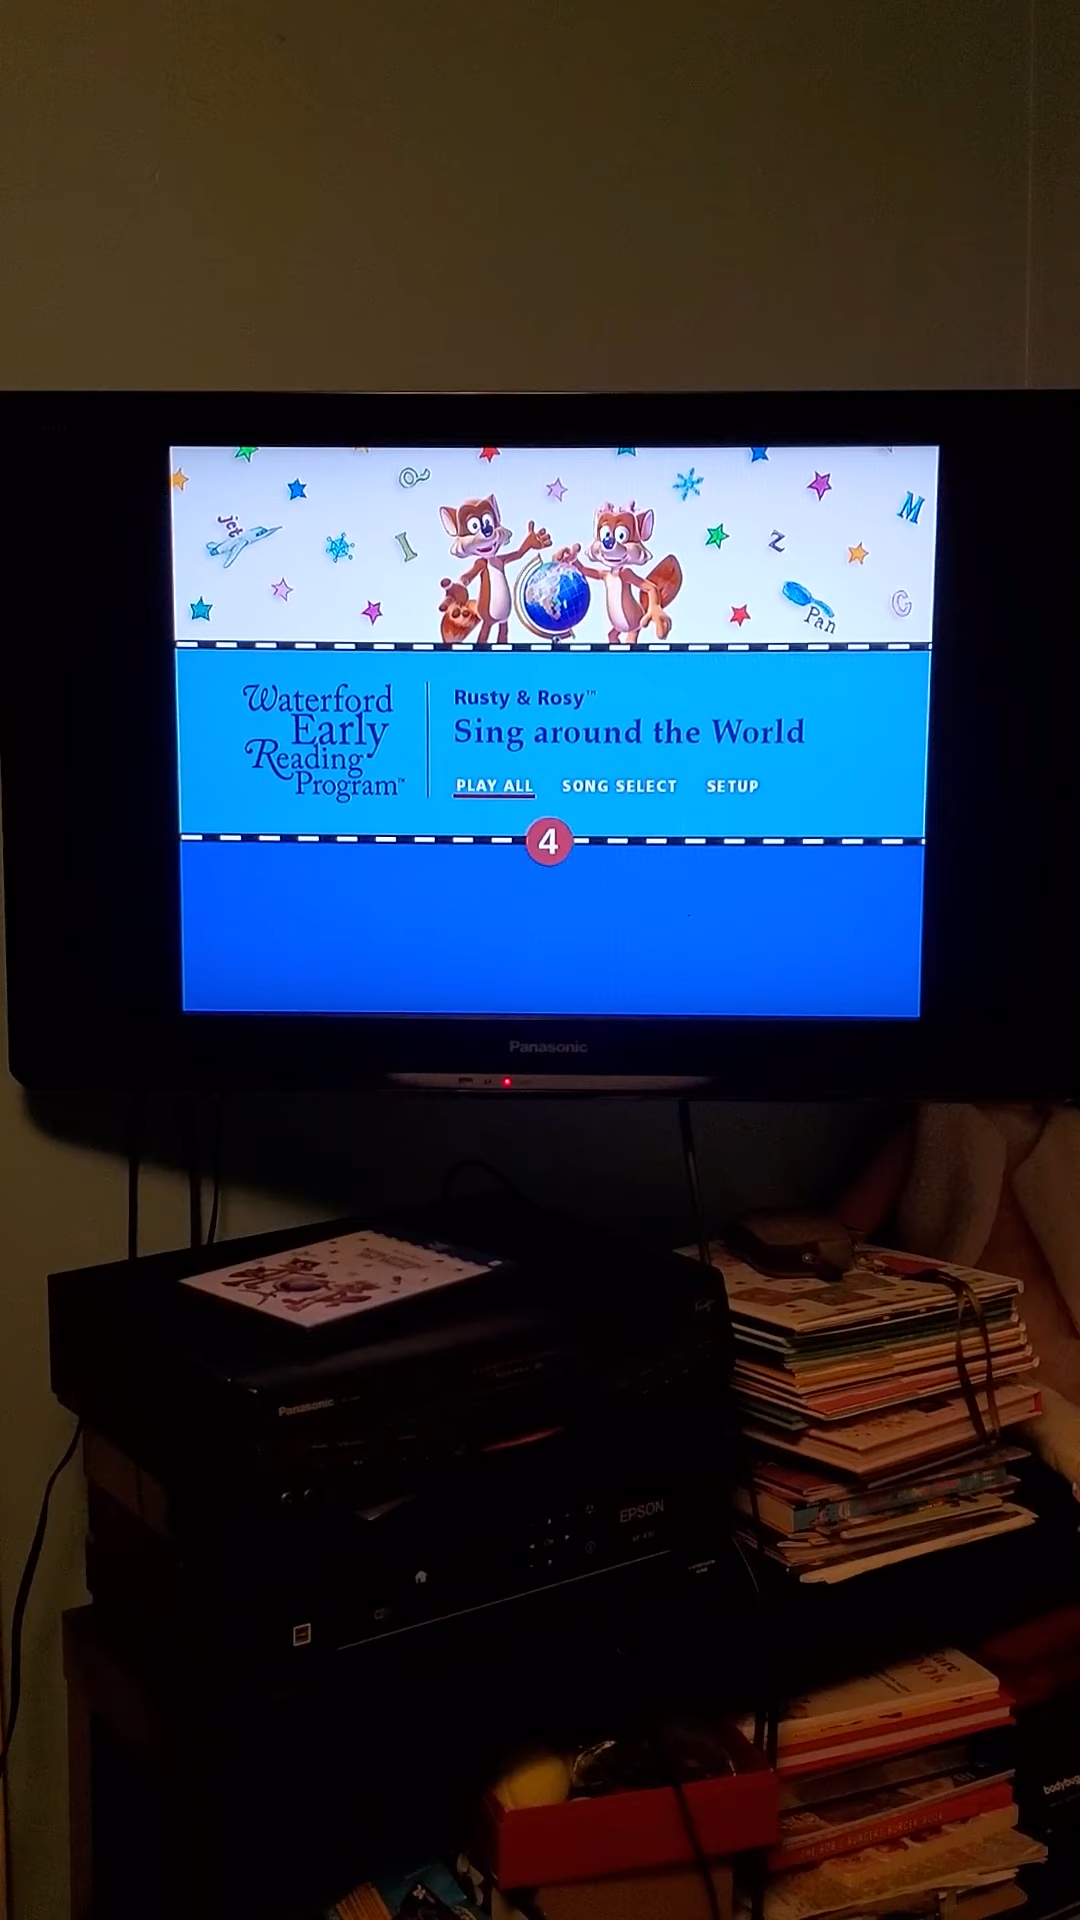 Q
M
jet
I
Z
C
Pan
Waterford
Early
Reading
Program™
Rusty & Rosy™
Sing around the World
PLAY ALL SONG SELECT SETUP
4
Panasonic
Panasonic
EPSON
bodybug